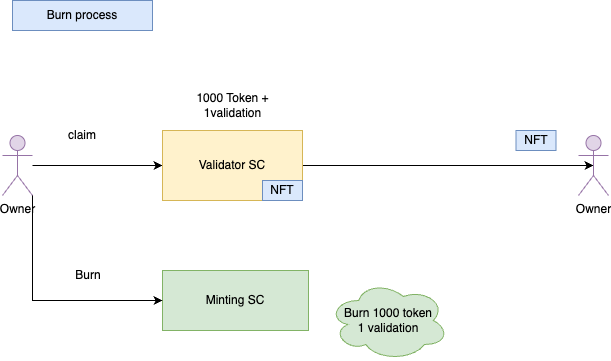 Burn process
1000 Token +
1validation
claim
NFT
Validator SC
NFT
Owner
Owner
Burn
Minting SC
Burn 1000 token
1 validation